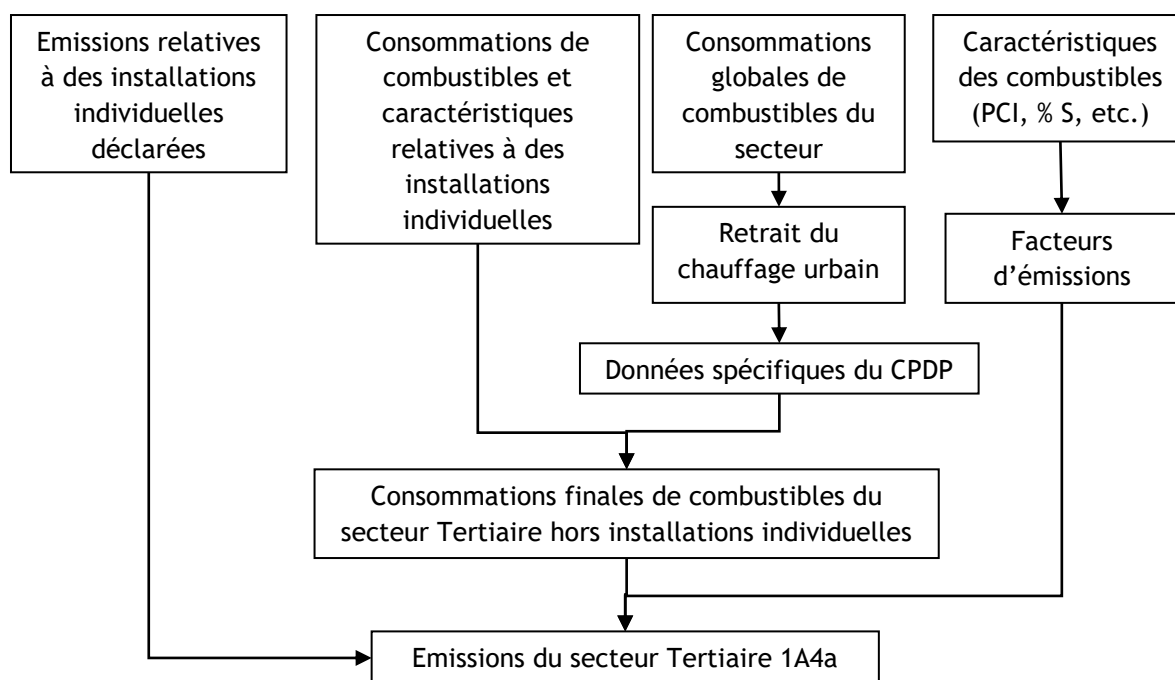 Emissions relatives
à des installations
individuelles
déclarées
Consommations de
combustibles et
caractéristiques
relatives à des
installations
individuelles
Consommations
globales de
combustibles du
secteur
Caractéristiques
des combustibles
(PCI, % S, etc.)
Retrait du
chauffage urbain
Facteurs
d’émissions
Données spécifiques du CPDP
Consommations finales de combustibles du
secteur Tertiaire hors installations individuelles
Emissions du secteur Tertiaire 1A4a